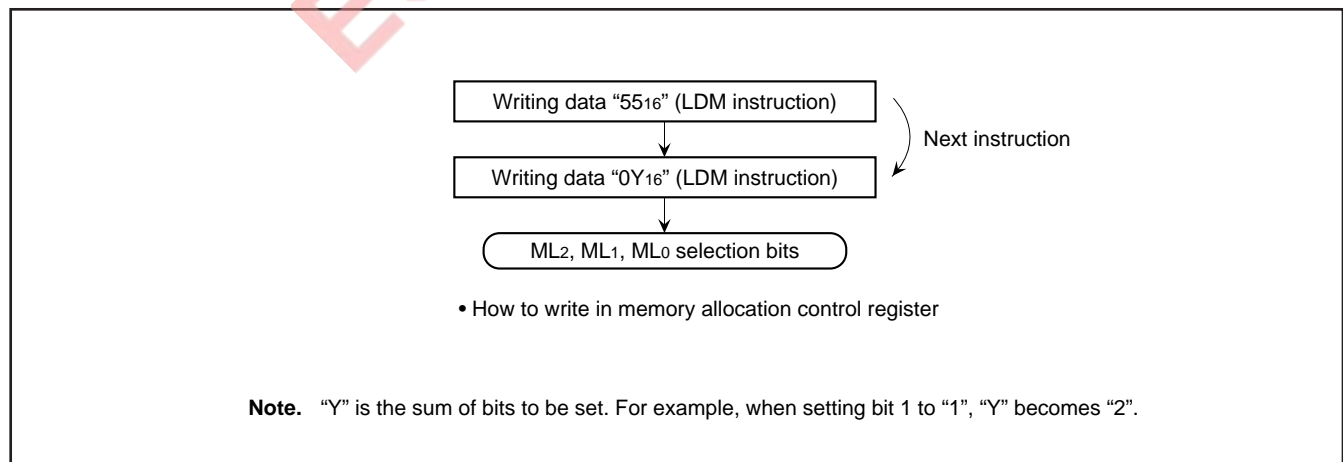 Writing data “5516” (LDM instruction)
Next instruction
Writing data “0Y16” (LDM instruction)
ML2, ML1, ML0 selection bits
• How to write in memory allocation control register
Note. “Y” is the sum of bits to be set. For example, when setting bit 1 to “1”, “Y” becomes “2”.